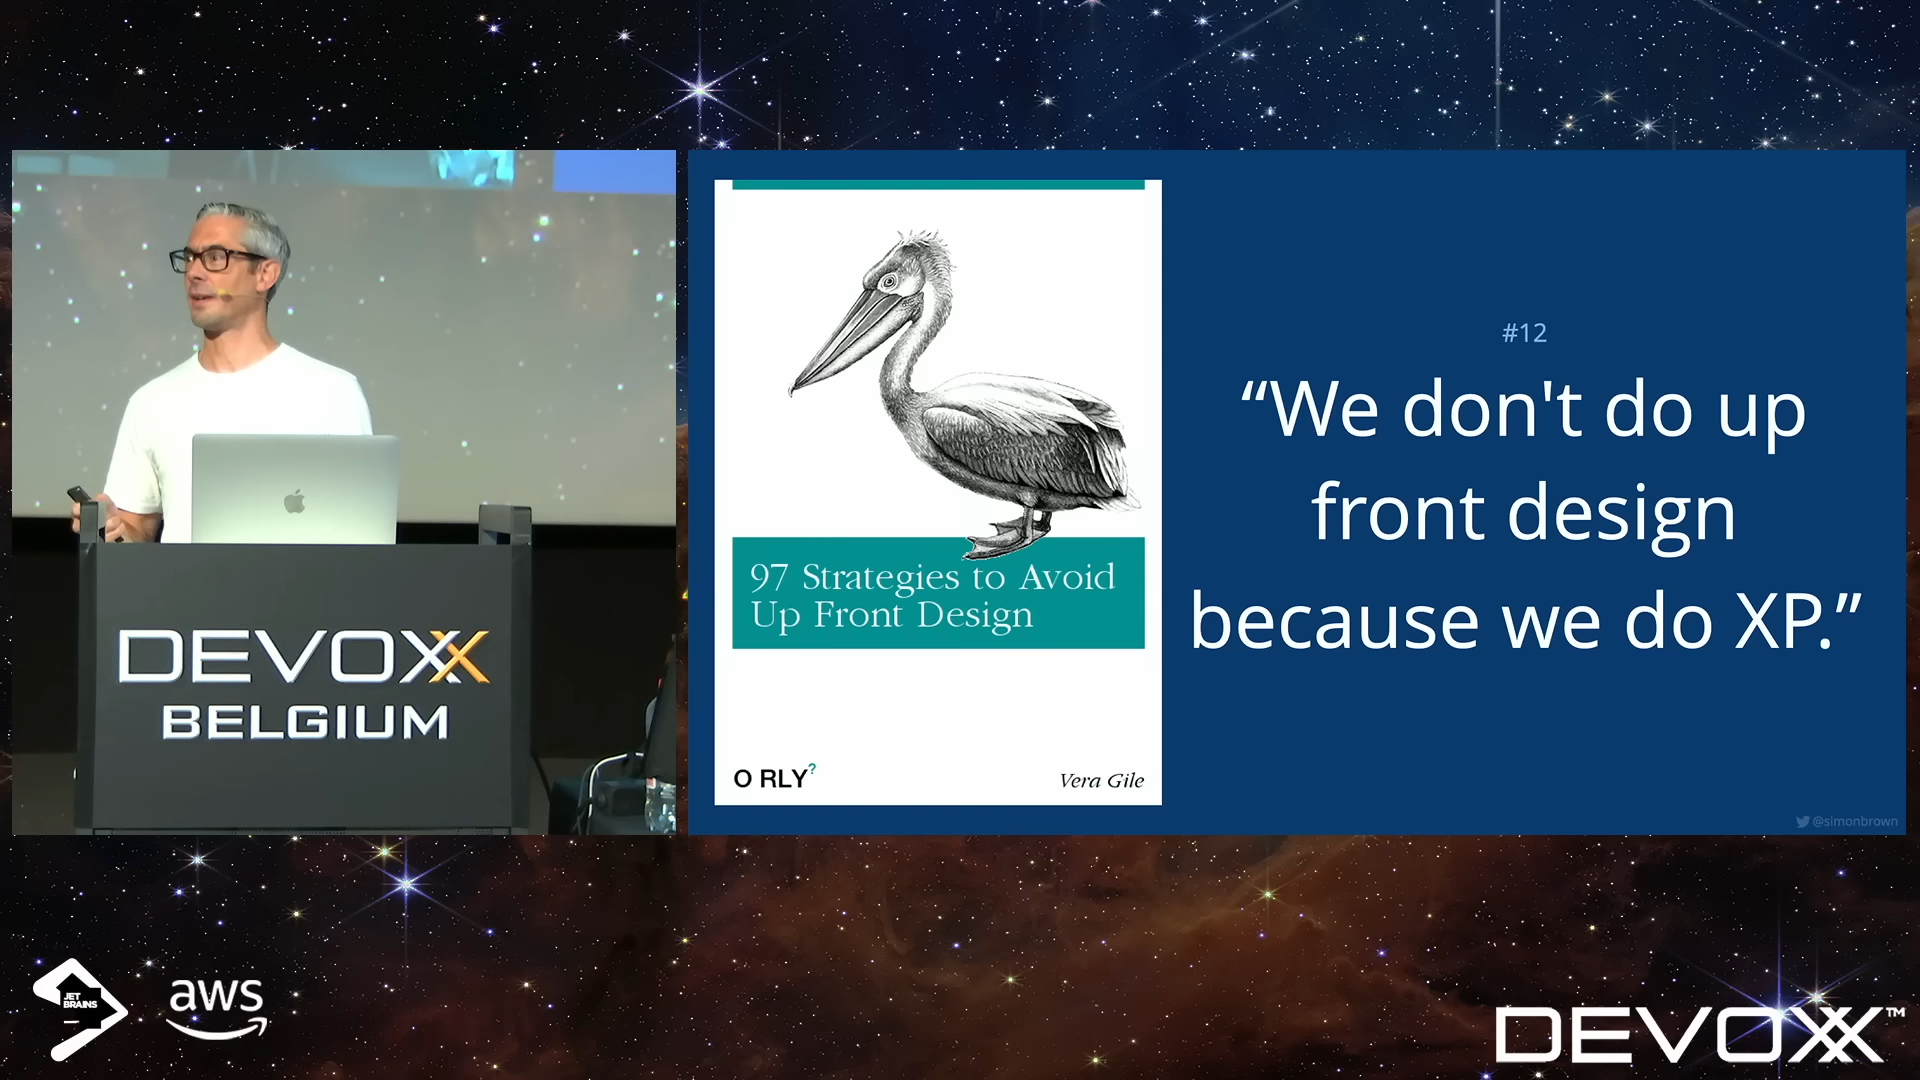 DEVOXX
BELGIUM
97 Strategies to Avoid
Up Front Design
O RLY?
Vera Gile
#12
“We don't do up
front design
because we do XP.”
@simonbrown
JET
BRAINS
aws
DEVOXX™